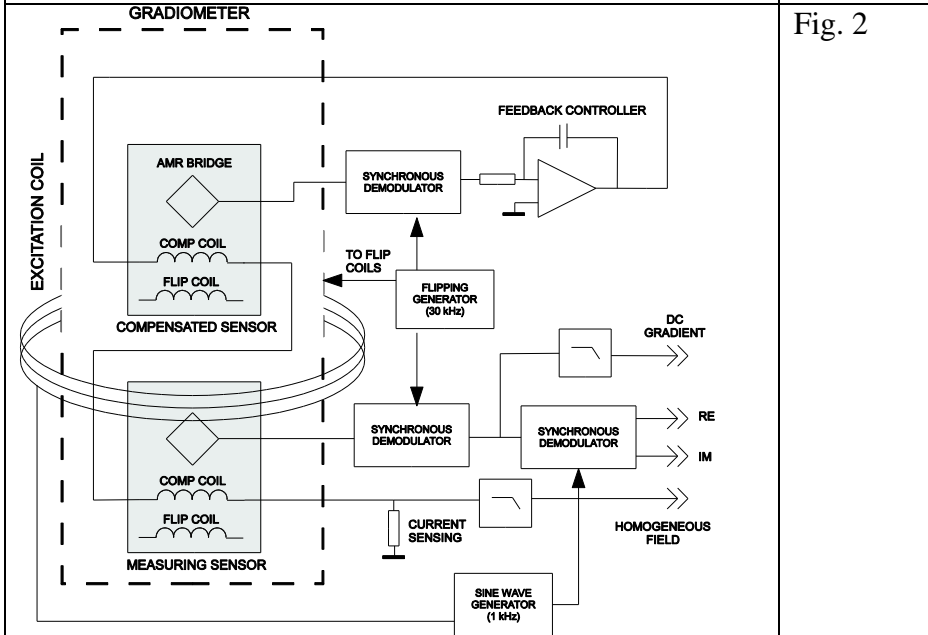 GRADIOMETER
Fig. 2
EXCITATION COIL
FEEDBACK CONTROLLER
AMR BRIDGE
SYNCHRONOUS
DEMODULATOR
COMP COIL
FLIP COIL
COMPENSATED SENSOR
TO FLIP
COILS
FLIPPING
GENERATOR
(30 kHz)
DC
GRADIENT
SYNCHRONOUS
DEMODULATOR
SYNCHRONOUS
DEMODULATOR
RE
IM
COMP COIL
FLIP COIL
MEASURING SENSOR
CURRENT
SENSING
HOMOGENEOUS
FIELD
SINE WAVE
GENERATOR
(1 kHz)